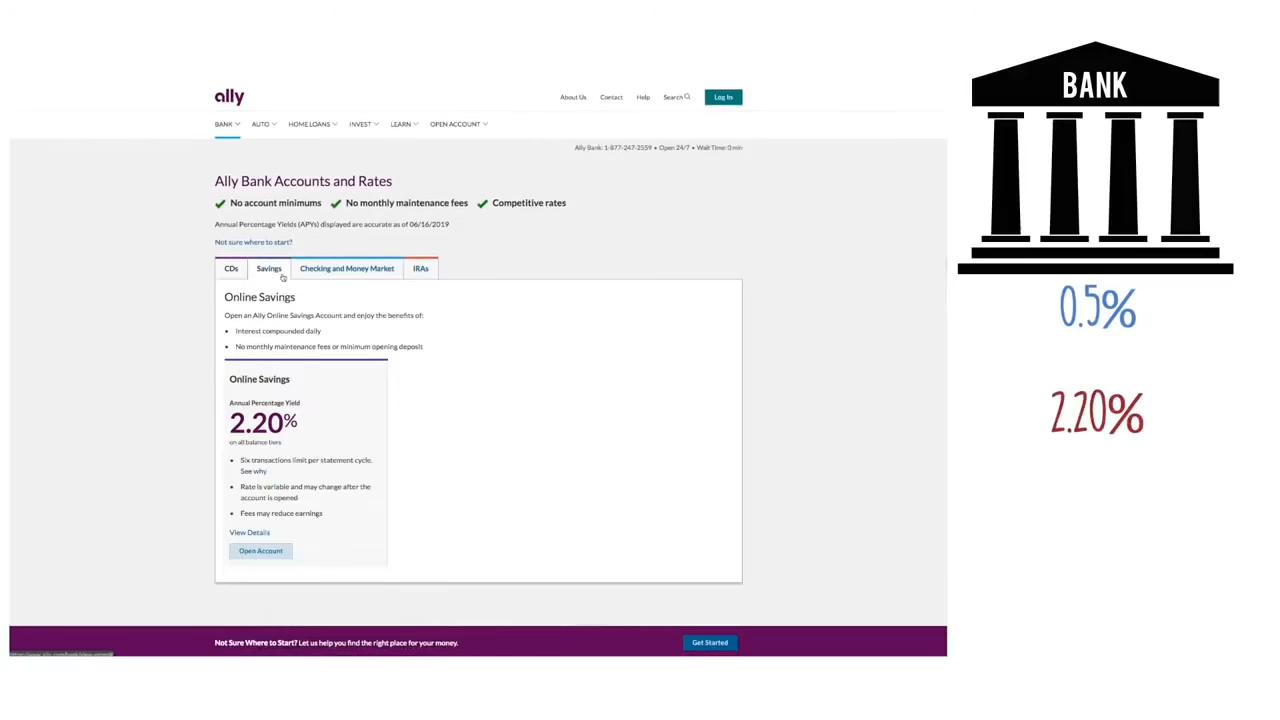 ally
About Us Contact Help Search Log In
BANK AUTO HOME LOANS INVEST LEARN OPEN ACCOUNT
Ally Bank: 1-877-247-2559 • Open 24/7 • Wait Time: 0 min
Ally Bank Accounts and Rates
No account minimums No monthly maintenance fees Competitive rates
Annual Percentage Yields (APYs) displayed are accurate as of 06/16/2019
Not sure where to start?
CDs Savings Checking and Money Market IRAs
Online Savings
Open an Ally Online Savings Account and enjoy the benefits of:
• Interest compounded daily
• No monthly maintenance fees or minimum opening deposit
Online Savings
Annual Percentage Yield
2.20%
on all balance tiers
• Six transactions limit per statement cycle.
See why
• Rate is variable and may change after the
account is opened
• Fees may reduce earnings
View Details
Open Account
Not Sure Where to Start? Let us help you find the right place for your money.
Get Started
BANK
0.5%
2.20%